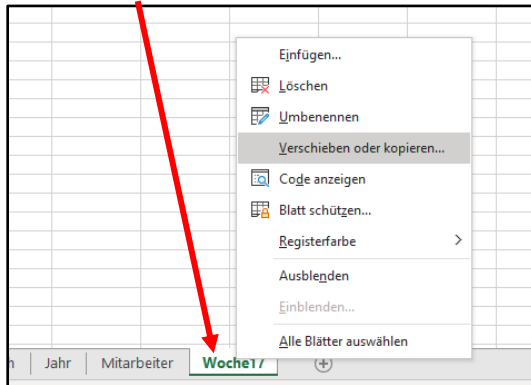 Einfügen...
Löschen
Umbenennen
Verschieben oder kopieren...
Code anzeigen
Blatt schützen...
Registerfarbe
Ausblenden
Einblenden...
Alle Blätter auswählen
Jahr Mitarbeiter Woche17